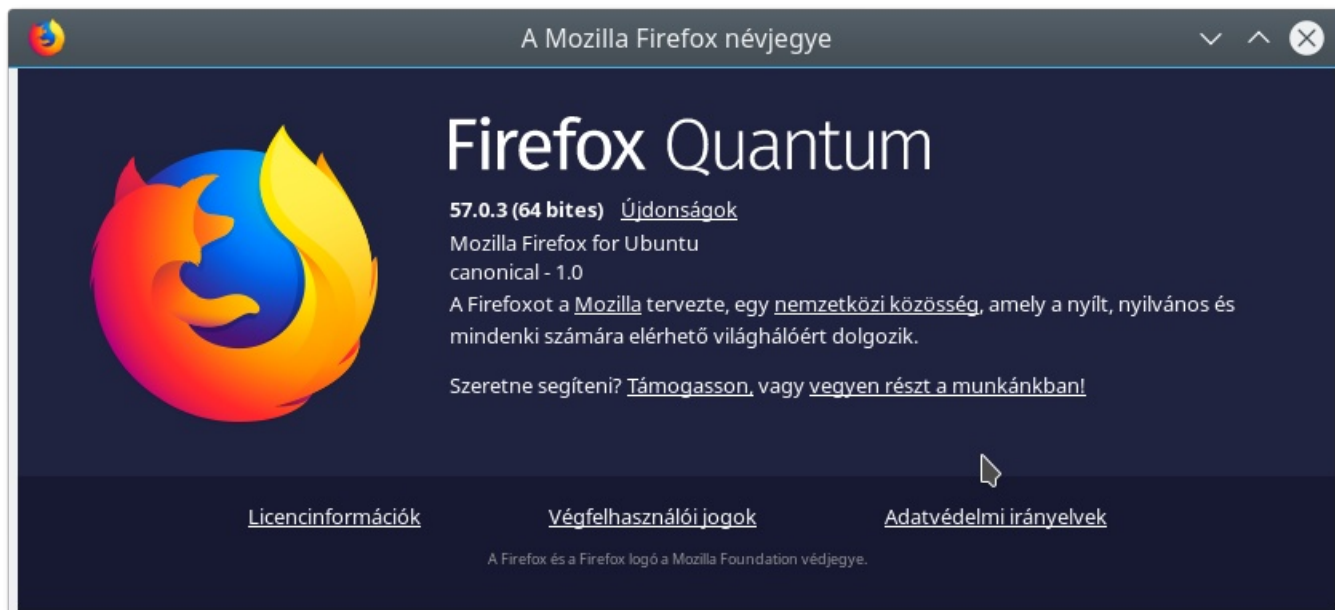 A Mozilla Firefox névjegye
Firefox Quantum
57.0.3 (64 bites) Újdonságok
Mozilla Firefox for Ubuntu
canonical - 1.0
A Firefoxot a Mozilla tervezte, egy nemzetközi közösség, amely a nyílt, nyilvános és
mindenki számára elérhető világhálóért dolgozik.
Szeretne segíteni? Támogasson, vagy vegyen részt a munkánkban!
Licencinformációk Végfelhasználói jogok Adatvédelmi irányelvek
A Firefox és a Firefox logó a Mozilla Foundation védjegye.